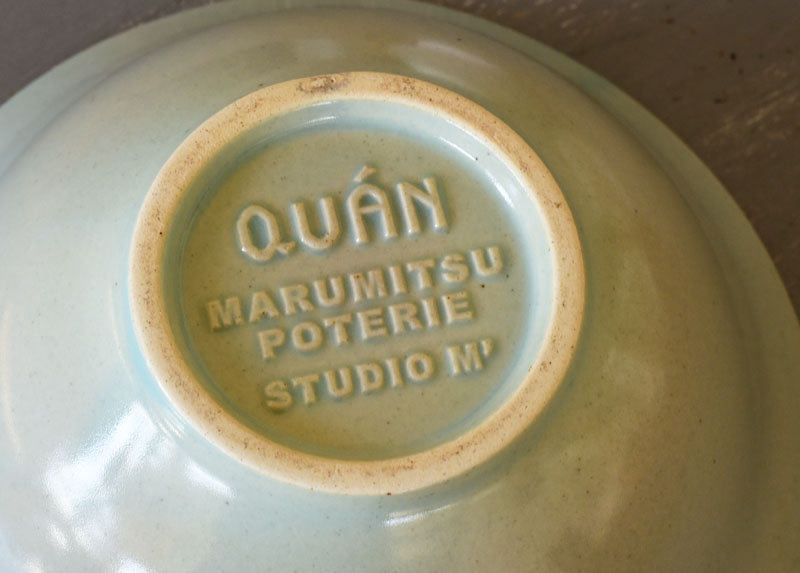 QUÁN
MARUMITSU
POTERIE
STUDIO M'